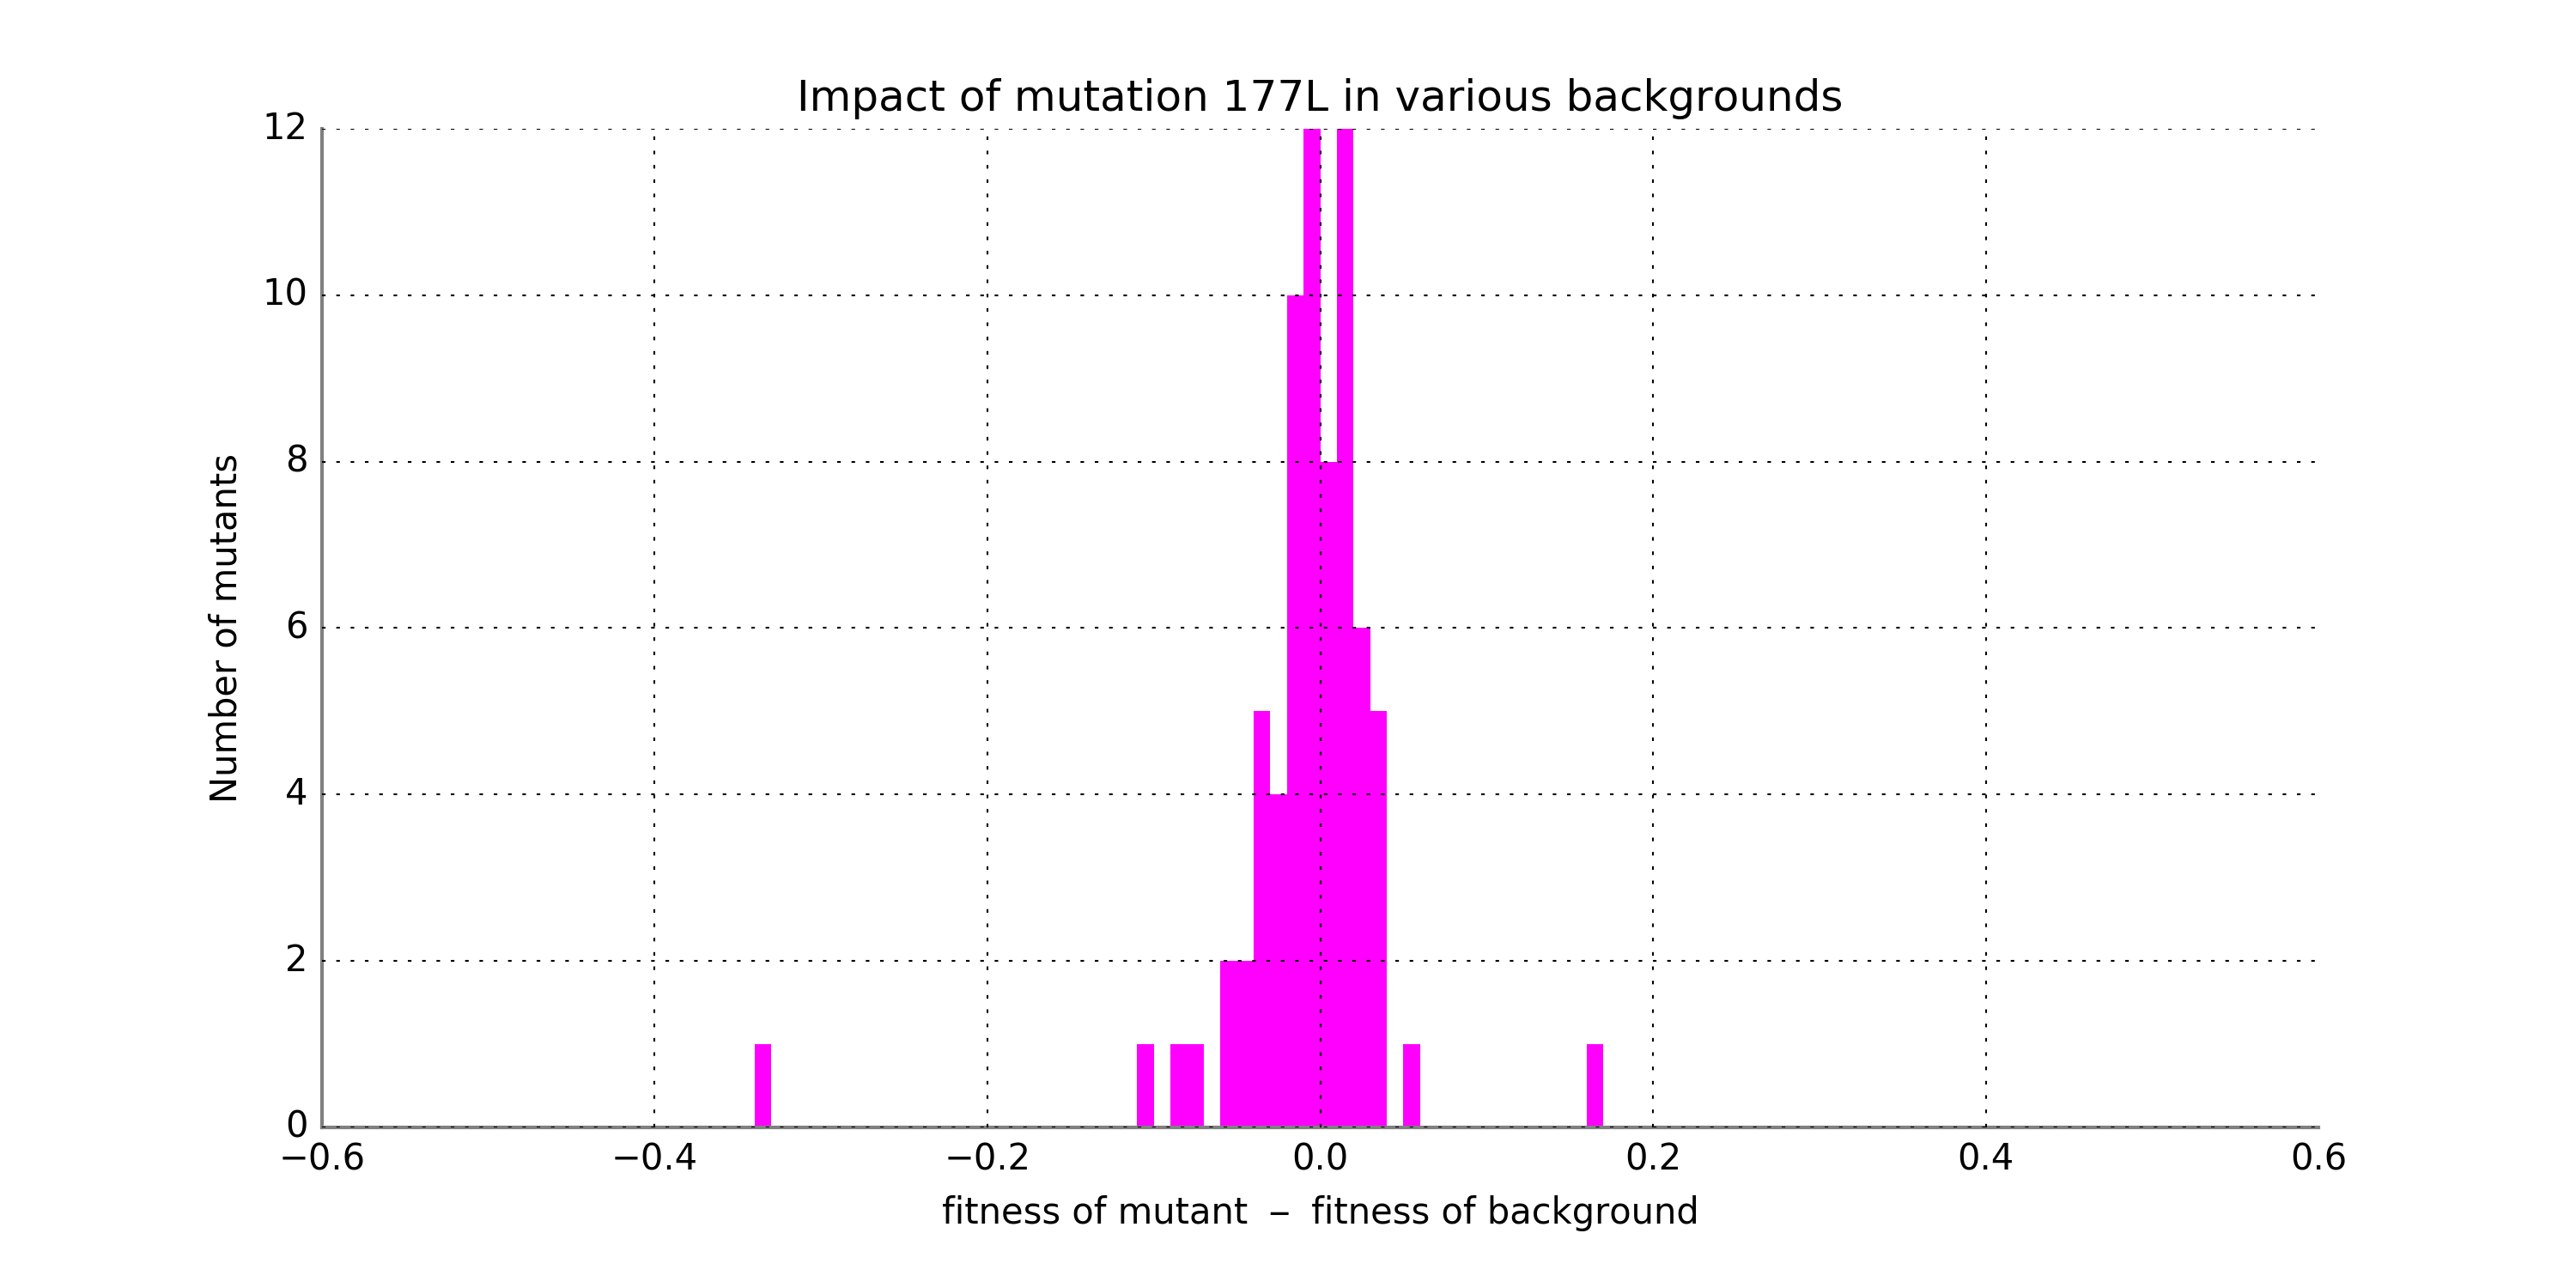 Impact of mutation 177L in various backgrounds
12
10
8
6
4
2
0
Number of mutants
−0.6 −0.4 −0.2 0.0 0.2 0.4 0.6
fitness of mutant − fitness of background